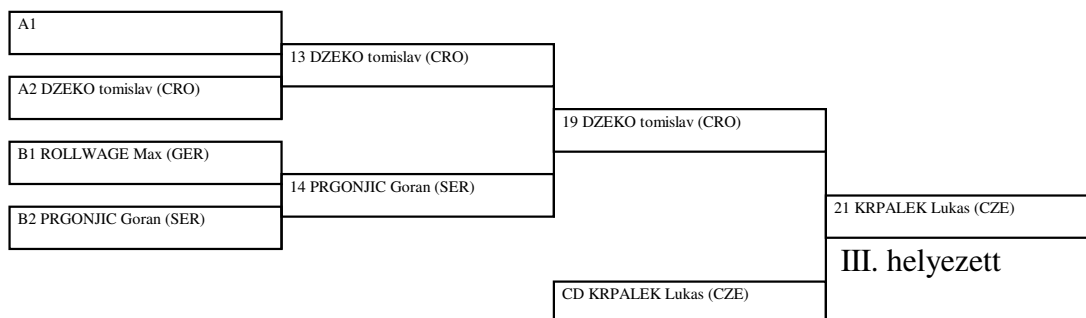 A1
13 DZEKO tomislav (CRO)
A2 DZEKO tomislav (CRO)
19 DZEKO tomislav (CRO)
B1 ROLLWAGE Max (GER)
14 PRGONJIC Goran (SER)
B2 PRGONJIC Goran (SER)
21 KRPALEK Lukas (CZE)
III. helyezett
CD KRPALEK Lukas (CZE)